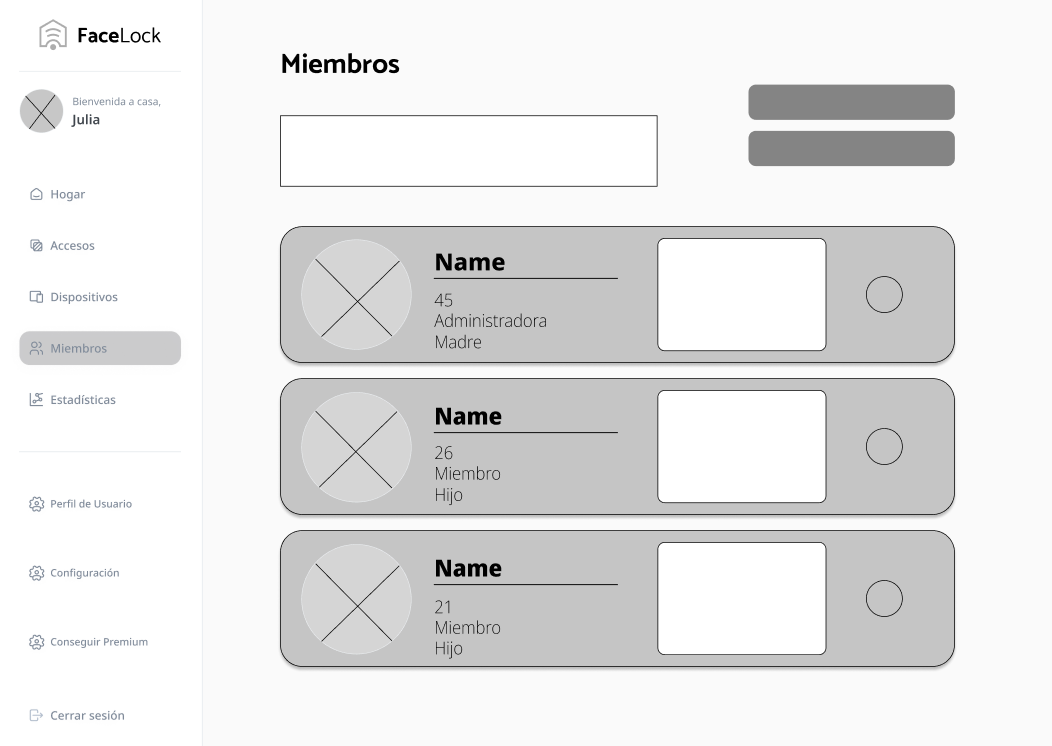 FaceLock
Bienvenida a casa,
Julia
Hogar
Accesos
Dispositivos
Miembros
Estadísticas
Perfil de Usuario
Configuración
Conseguir Premium
Cerrar sesión
Miembros
Name
45
Administradora
Madre
Name
26
Miembro
Hijo
Name
21
Miembro
Hijo